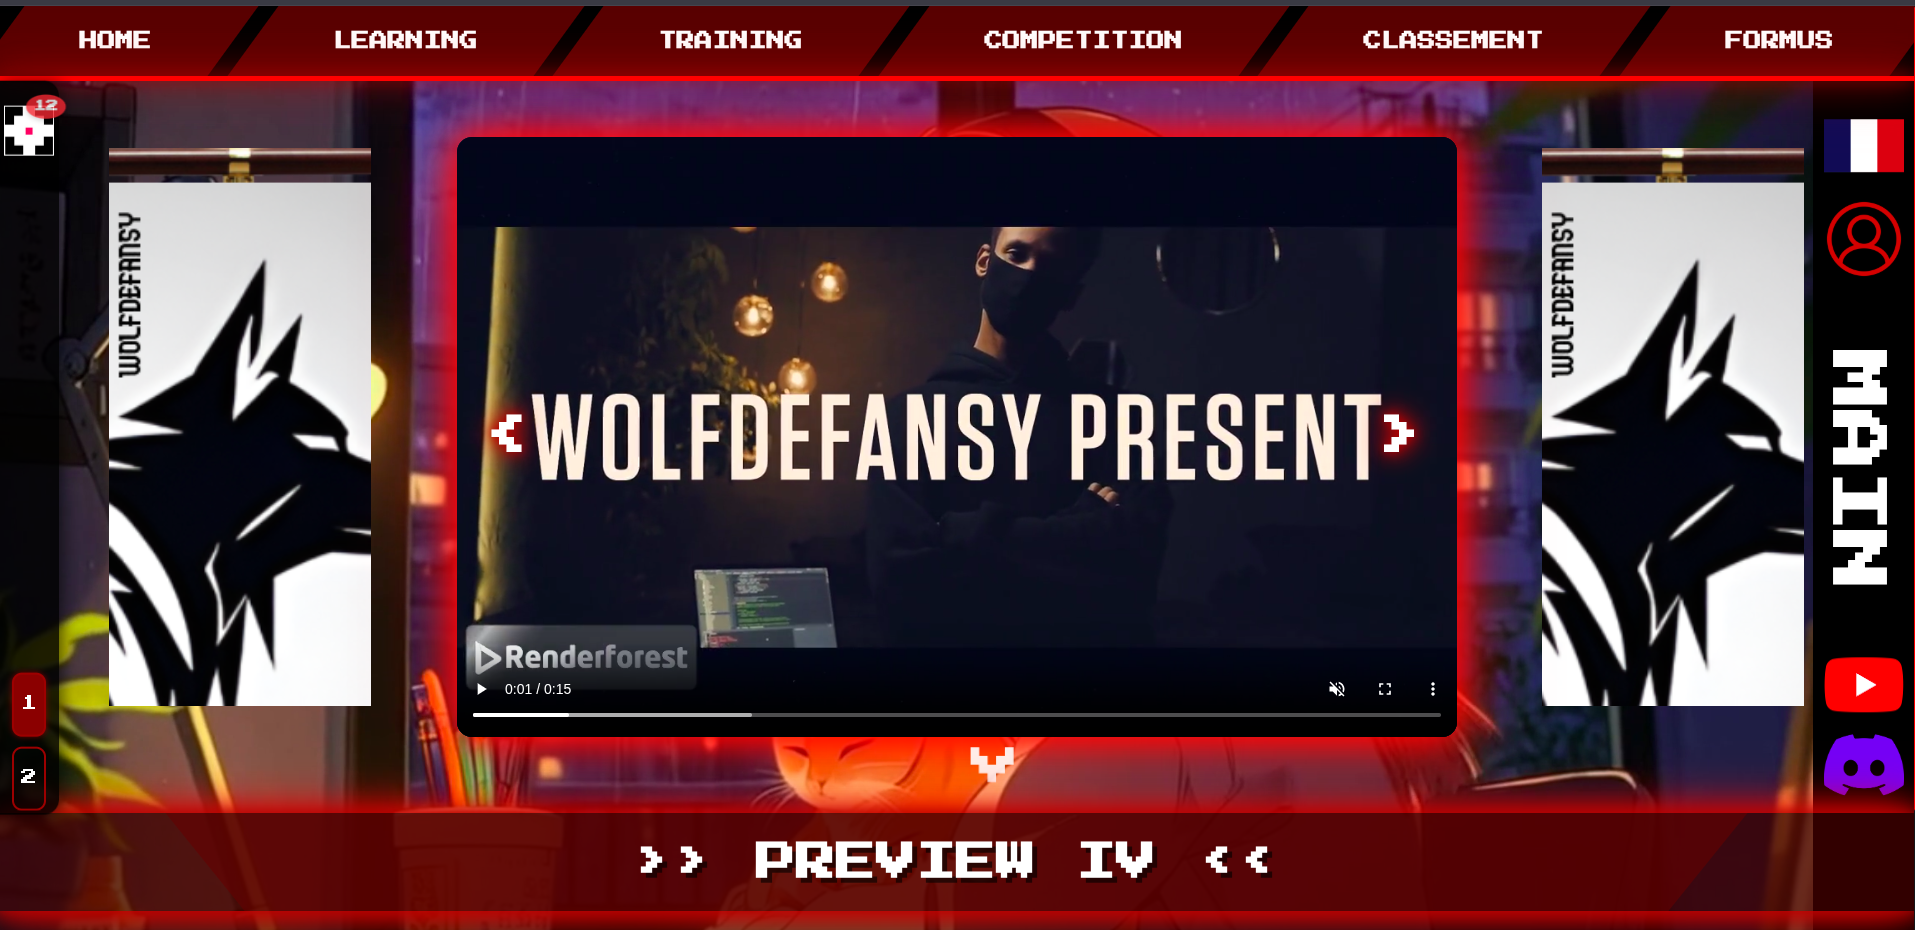 HOME LEARNING TRAINING COMPETITION CLASSEMENT FORMUS
12
WOLFDEFANSY
WOLFDEFANSY
< WOLFDEFANSY PRESENT >
MAIN
Renderforest
0:01 / 0:15
1
2
>> PREVIEW IV <<